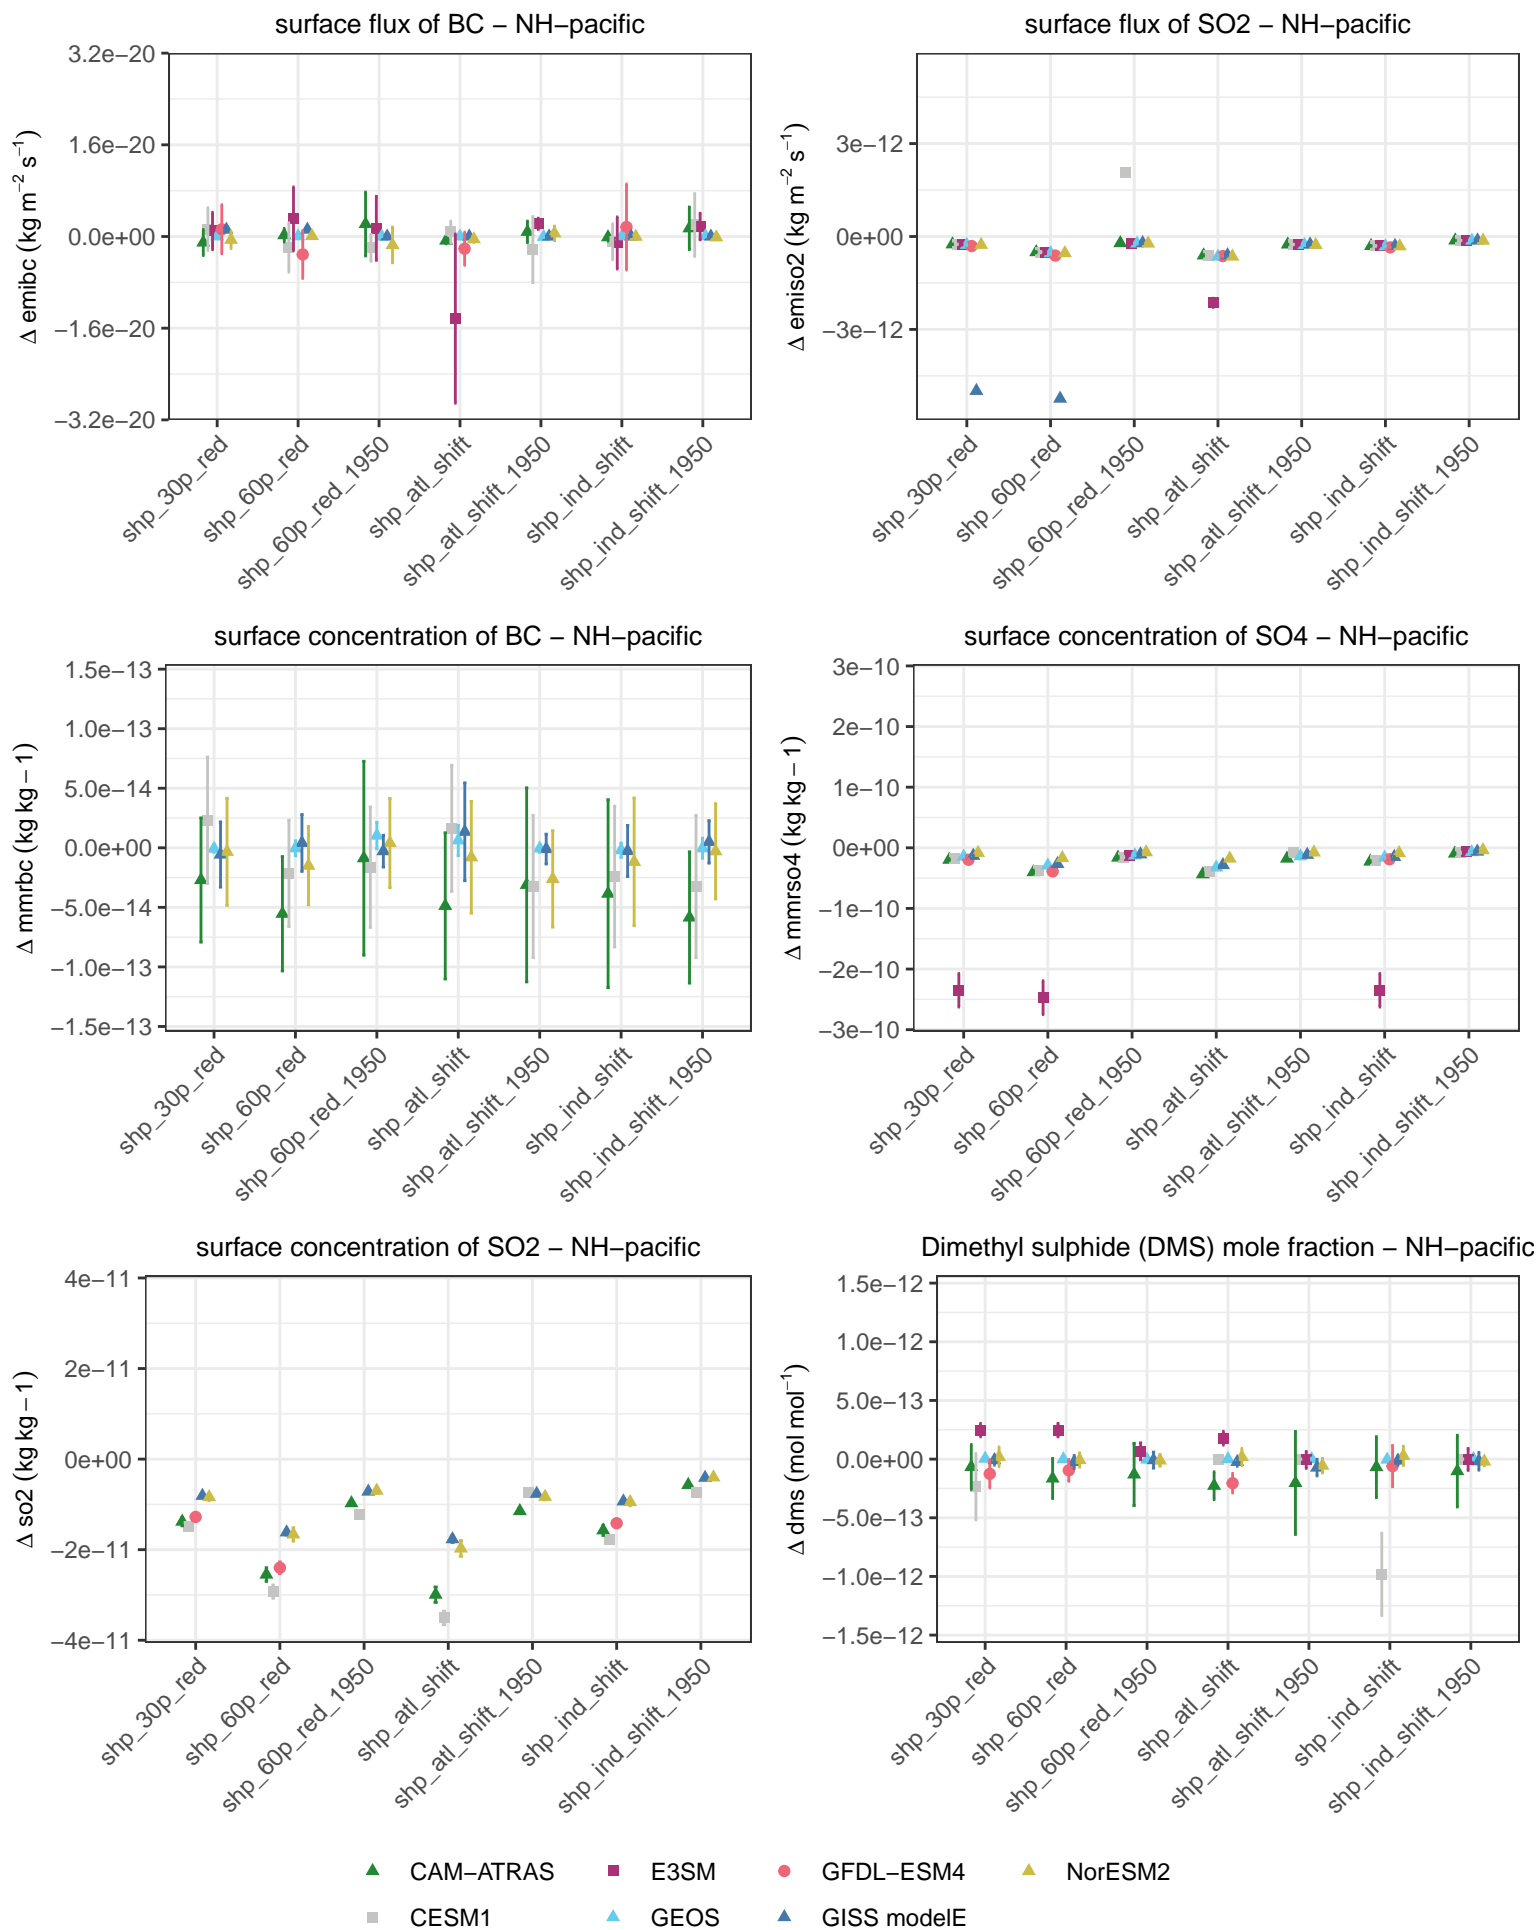 surface flux of BC − NH−pacific
Δ emibc (kg m⁻² s⁻¹)
3.2e−20
1.6e−20
0.0e+00
−1.6e−20
−3.2e−20
shp_30p_red
shp_60p_red
shp_60p_red_1950
shp_atl_shift
shp_atl_shift_1950
shp_ind_shift
shp_ind_shift_1950
surface flux of SO2 − NH−pacific
Δ emiso2 (kg m⁻² s⁻¹)
3e−12
0e+00
−3e−12
shp_30p_red
shp_60p_red
shp_60p_red_1950
shp_atl_shift
shp_atl_shift_1950
shp_ind_shift
shp_ind_shift_1950
surface concentration of BC − NH−pacific
Δ mmrbc (kg kg − 1)
1.5e−13
1.0e−13
5.0e−14
0.0e+00
−5.0e−14
−1.0e−13
−1.5e−13
shp_30p_red
shp_60p_red
shp_60p_red_1950
shp_atl_shift
shp_atl_shift_1950
shp_ind_shift
shp_ind_shift_1950
surface concentration of SO4 − NH−pacific
Δ mmrso4 (kg kg − 1)
3e−10
2e−10
1e−10
0e+00
−1e−10
−2e−10
−3e−10
shp_30p_red
shp_60p_red
shp_60p_red_1950
shp_atl_shift
shp_atl_shift_1950
shp_ind_shift
shp_ind_shift_1950
surface concentration of SO2 − NH−pacific
Δ so2 (kg kg − 1)
4e−11
2e−11
0e+00
−2e−11
−4e−11
shp_30p_red
shp_60p_red
shp_60p_red_1950
shp_atl_shift
shp_atl_shift_1950
shp_ind_shift
shp_ind_shift_1950
Dimethyl sulphide (DMS) mole fraction − NH−pacific
Δ dms (mol mol⁻¹)
1.5e−12
1.0e−12
5.0e−13
0.0e+00
−5.0e−13
−1.0e−12
−1.5e−12
shp_30p_red
shp_60p_red
shp_60p_red_1950
shp_atl_shift
shp_atl_shift_1950
shp_ind_shift
shp_ind_shift_1950
CAM−ATRAS E3SM GFDL−ESM4 NorESM2
CESM1 GEOS GISS modelE